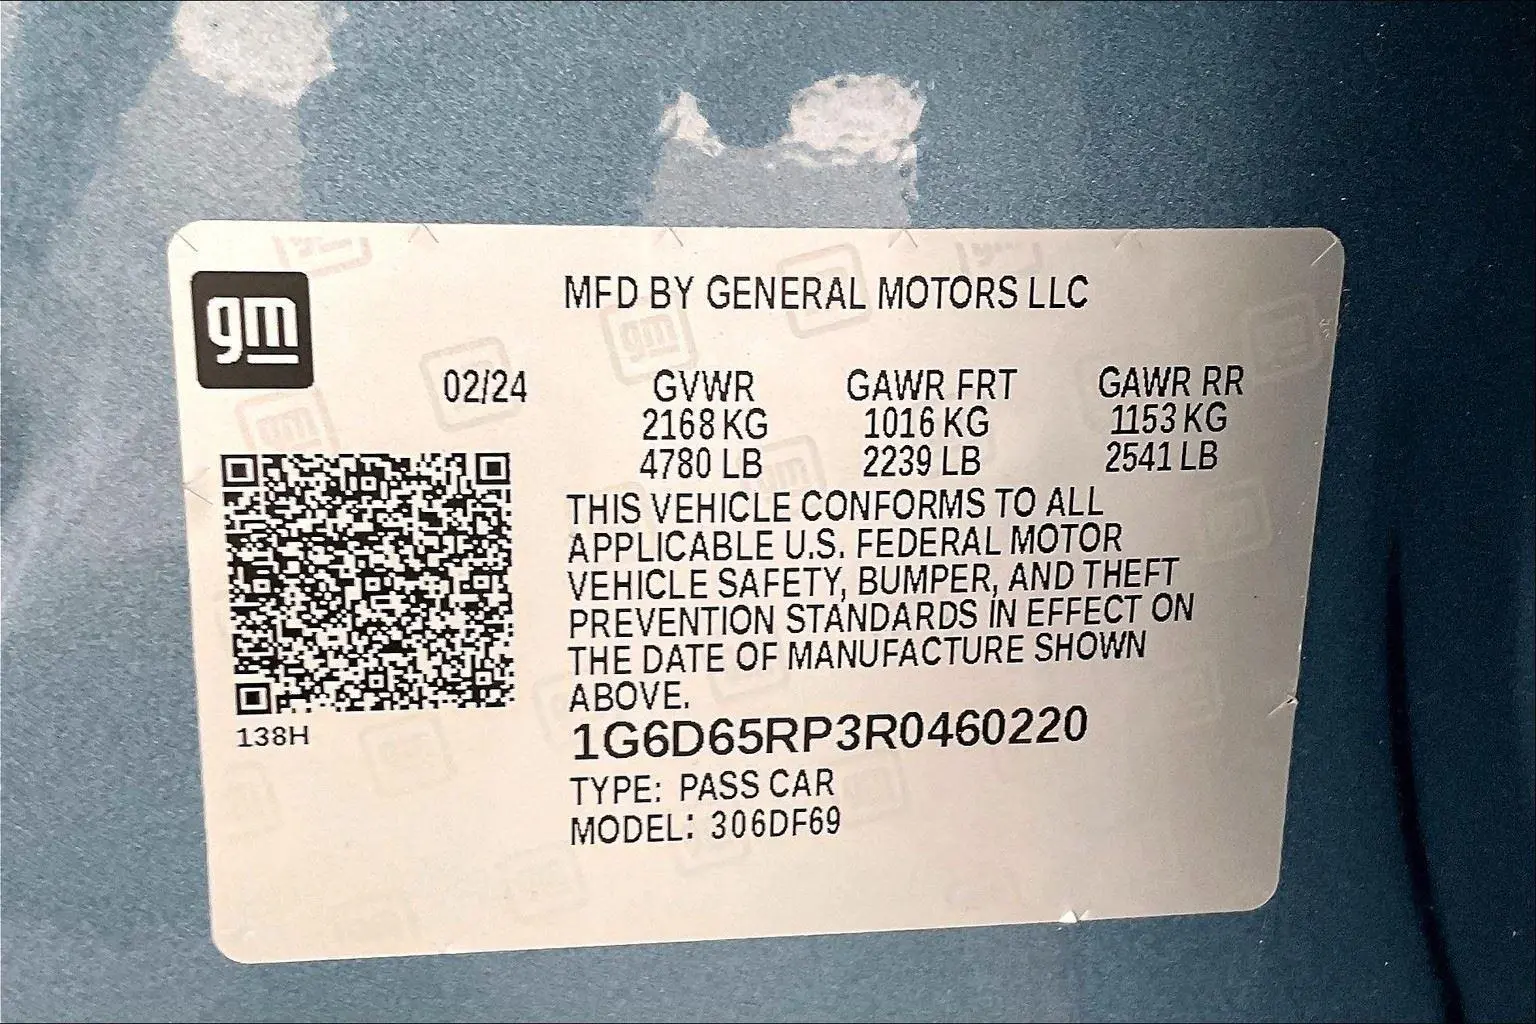 gm
MFD BY GENERAL MOTORS LLC
02/24 GVWR GAWR FRT GAWR RR
2168 KG 1016 KG 1153 KG
4780 LB 2239 LB 2541 LB
THIS VEHICLE CONFORMS TO ALL
APPLICABLE U.S. FEDERAL MOTOR
VEHICLE SAFETY, BUMPER, AND THEFT
PREVENTION STANDARDS IN EFFECT ON
THE DATE OF MANUFACTURE SHOWN
ABOVE.
138H
1G6D65RP3R0460220
TYPE: PASS CAR
MODEL: 306DF69